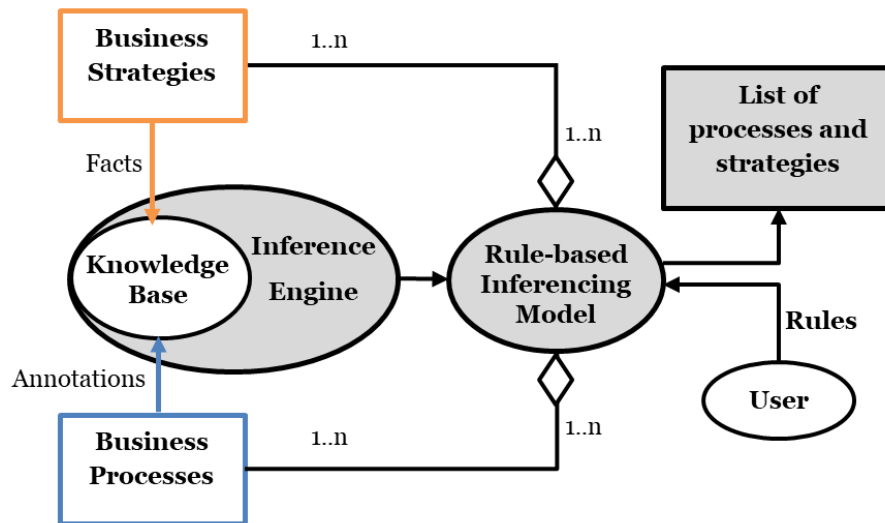 Business
Strategies
1..n
List of
processes and
strategies
1..n
Facts
Inference
Engine
Knowledge
Base
Rule-based
Inferencing
Model
Rules
Annotations
User
Business
Processes
1..n
1..n